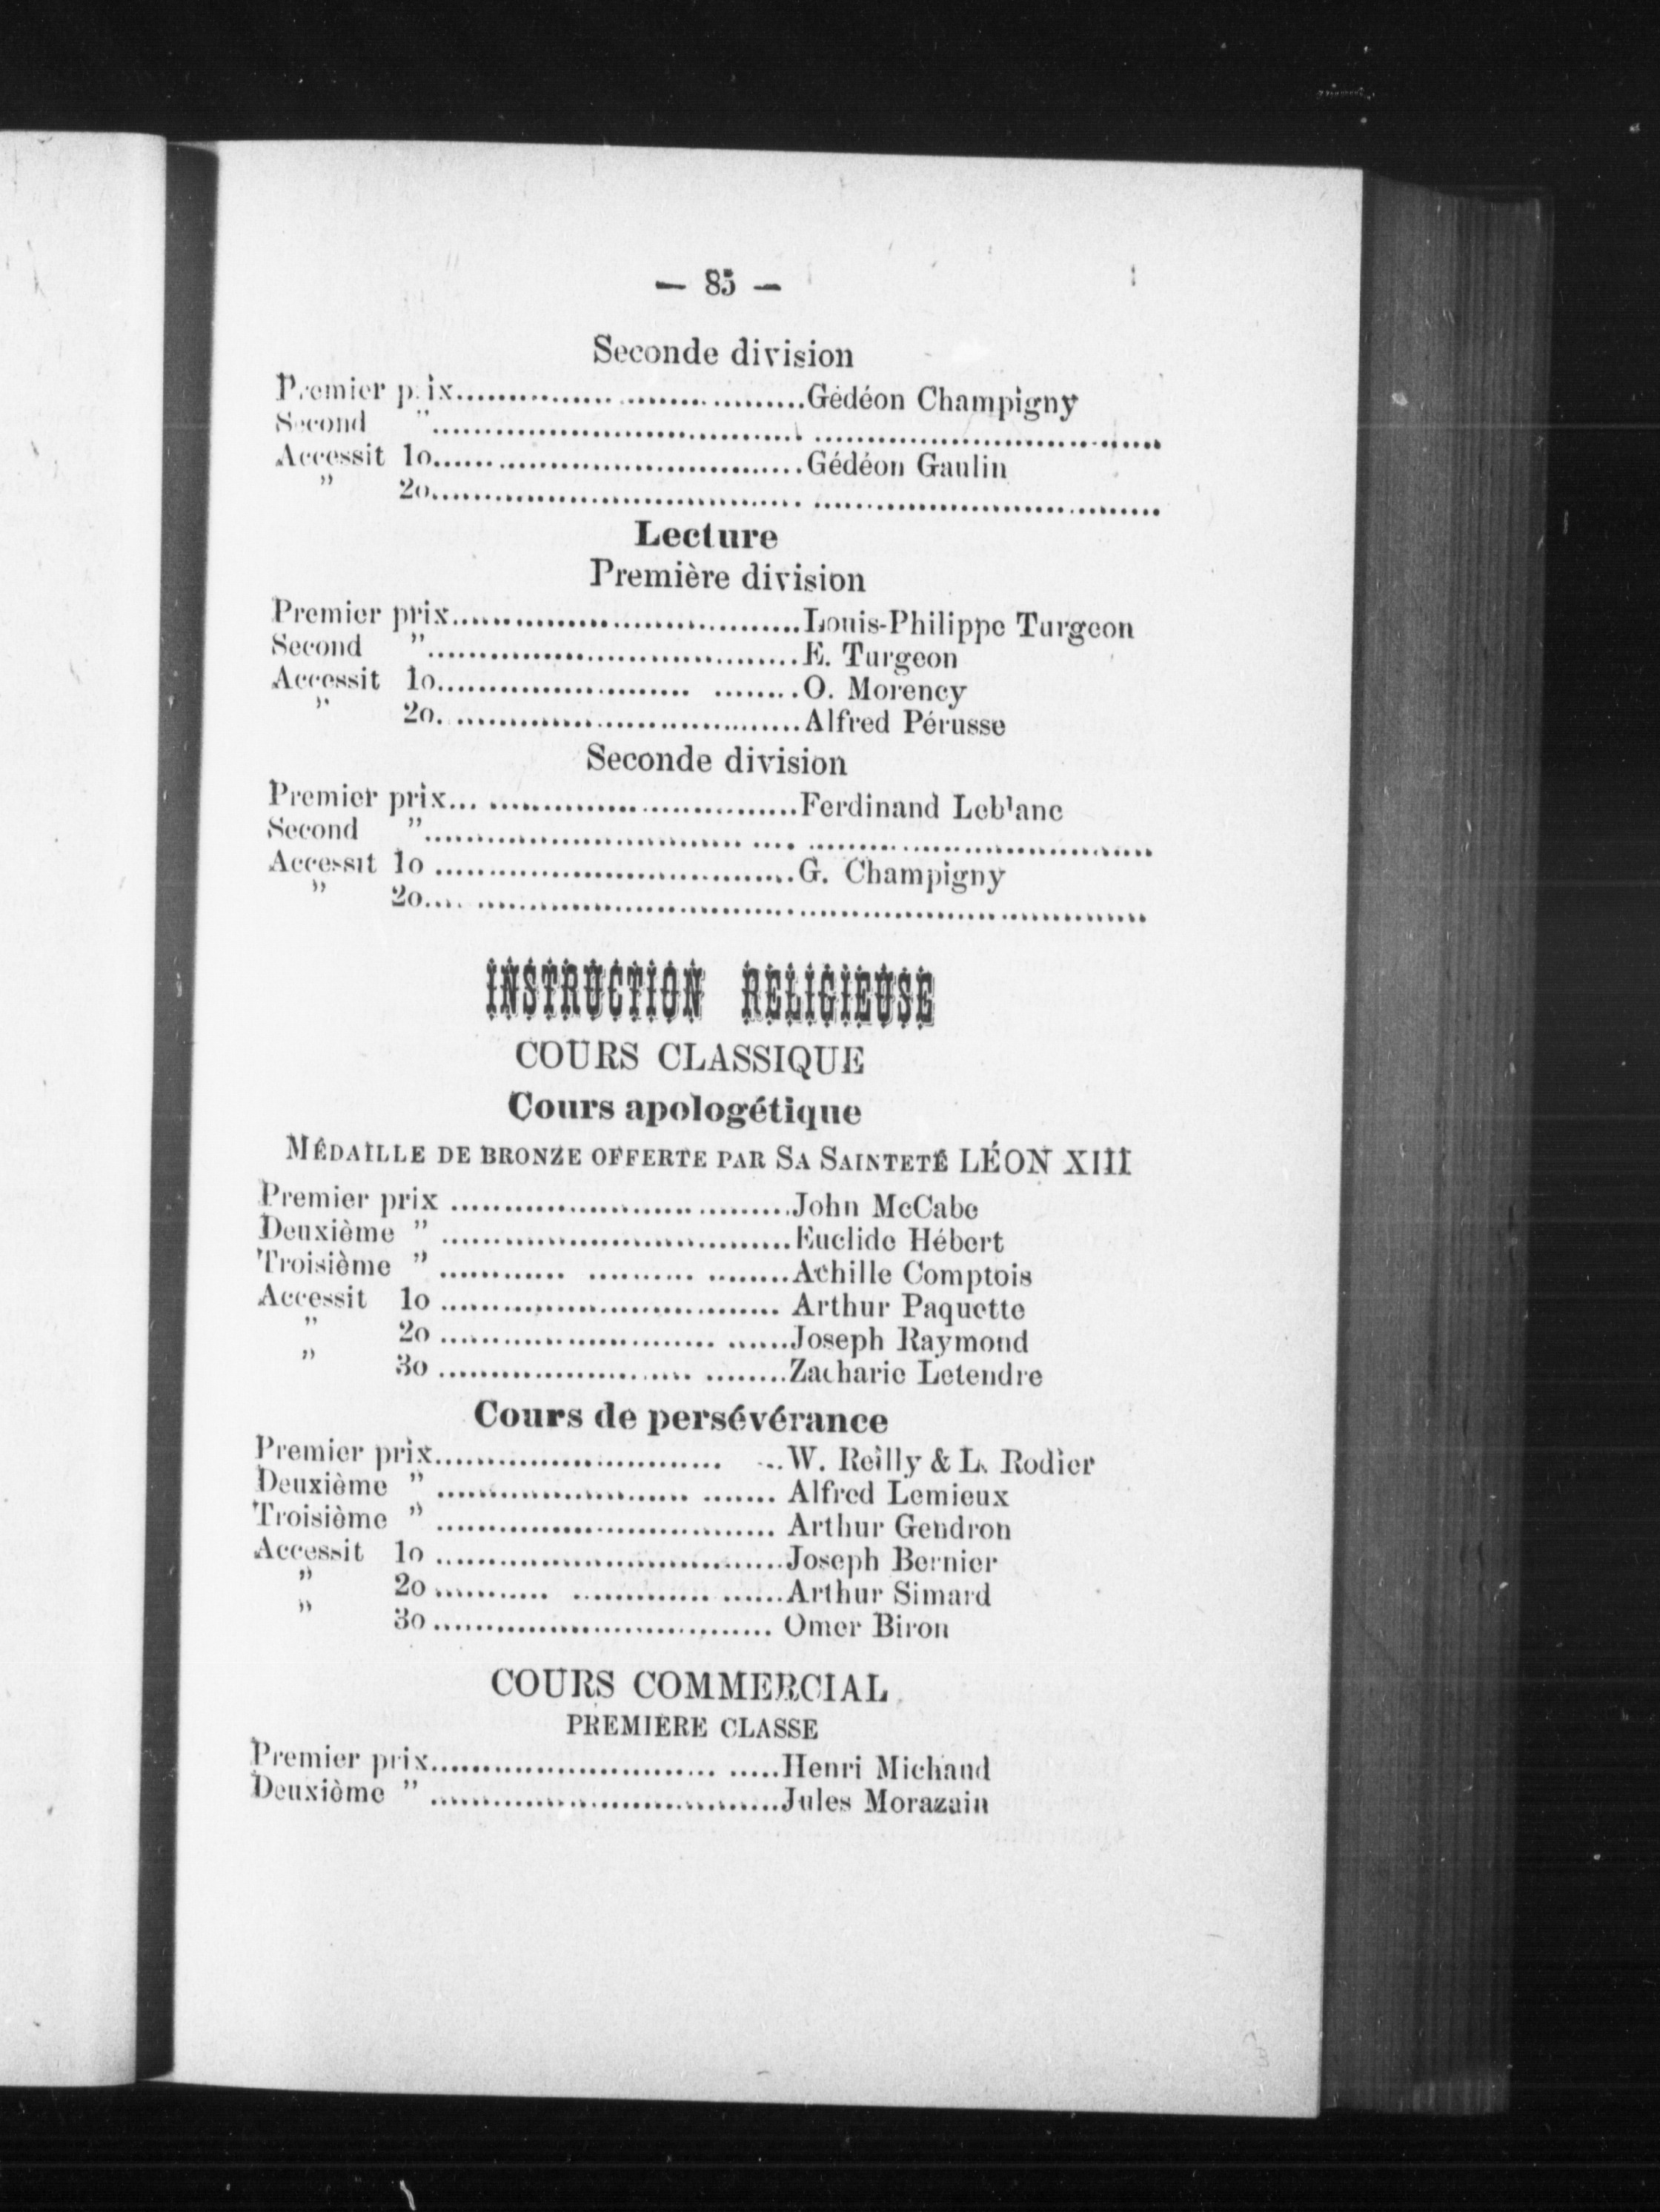 — 85 —
Seconde division
Premier prix....................Gédéon Champigny
Second "....................
Accessit 1o....................Gédéon Gaulin
" 2o....................
Lecture
Première division
Premier prix....................Louis-Philippe Turgeon
Second "....................E. Turgeon
Accessit 1o....................O. Morency
" 2o....................Alfred Pérusse
Seconde division
Premier prix....................Ferdinand Leblanc
Second "....................
Accessit 1o....................G. Champigny
" 2o....................
INSTRUCTION RELIGIEUSE
COURS CLASSIQUE
Cours apologétique
MÉDAILLE DE BRONZE OFFERTE PAR SA SAINTETÉ LÉON XIII
Premier prix ....................John McCabe
Deuxième " ....................Euclide Hébert
Troisième " ....................Achille Comptois
Accessit 1o .................... Arthur Paquette
" 2o ....................Joseph Raymond
" 3o ....................Zacharie Letendre
Cours de persévérance
Premier prix....................W. Reilly & L. Rodier
Deuxième " .................... Alfred Lemieux
Troisième " .................... Arthur Gendron
Accessit 1o ....................Joseph Bernier
" 2o ....................Arthur Simard
" 3o .................... Omer Biron
COURS COMMERCIAL
PREMIÈRE CLASSE
Premier prix....................Henri Michaud
Deuxième " ....................Jules Morazain